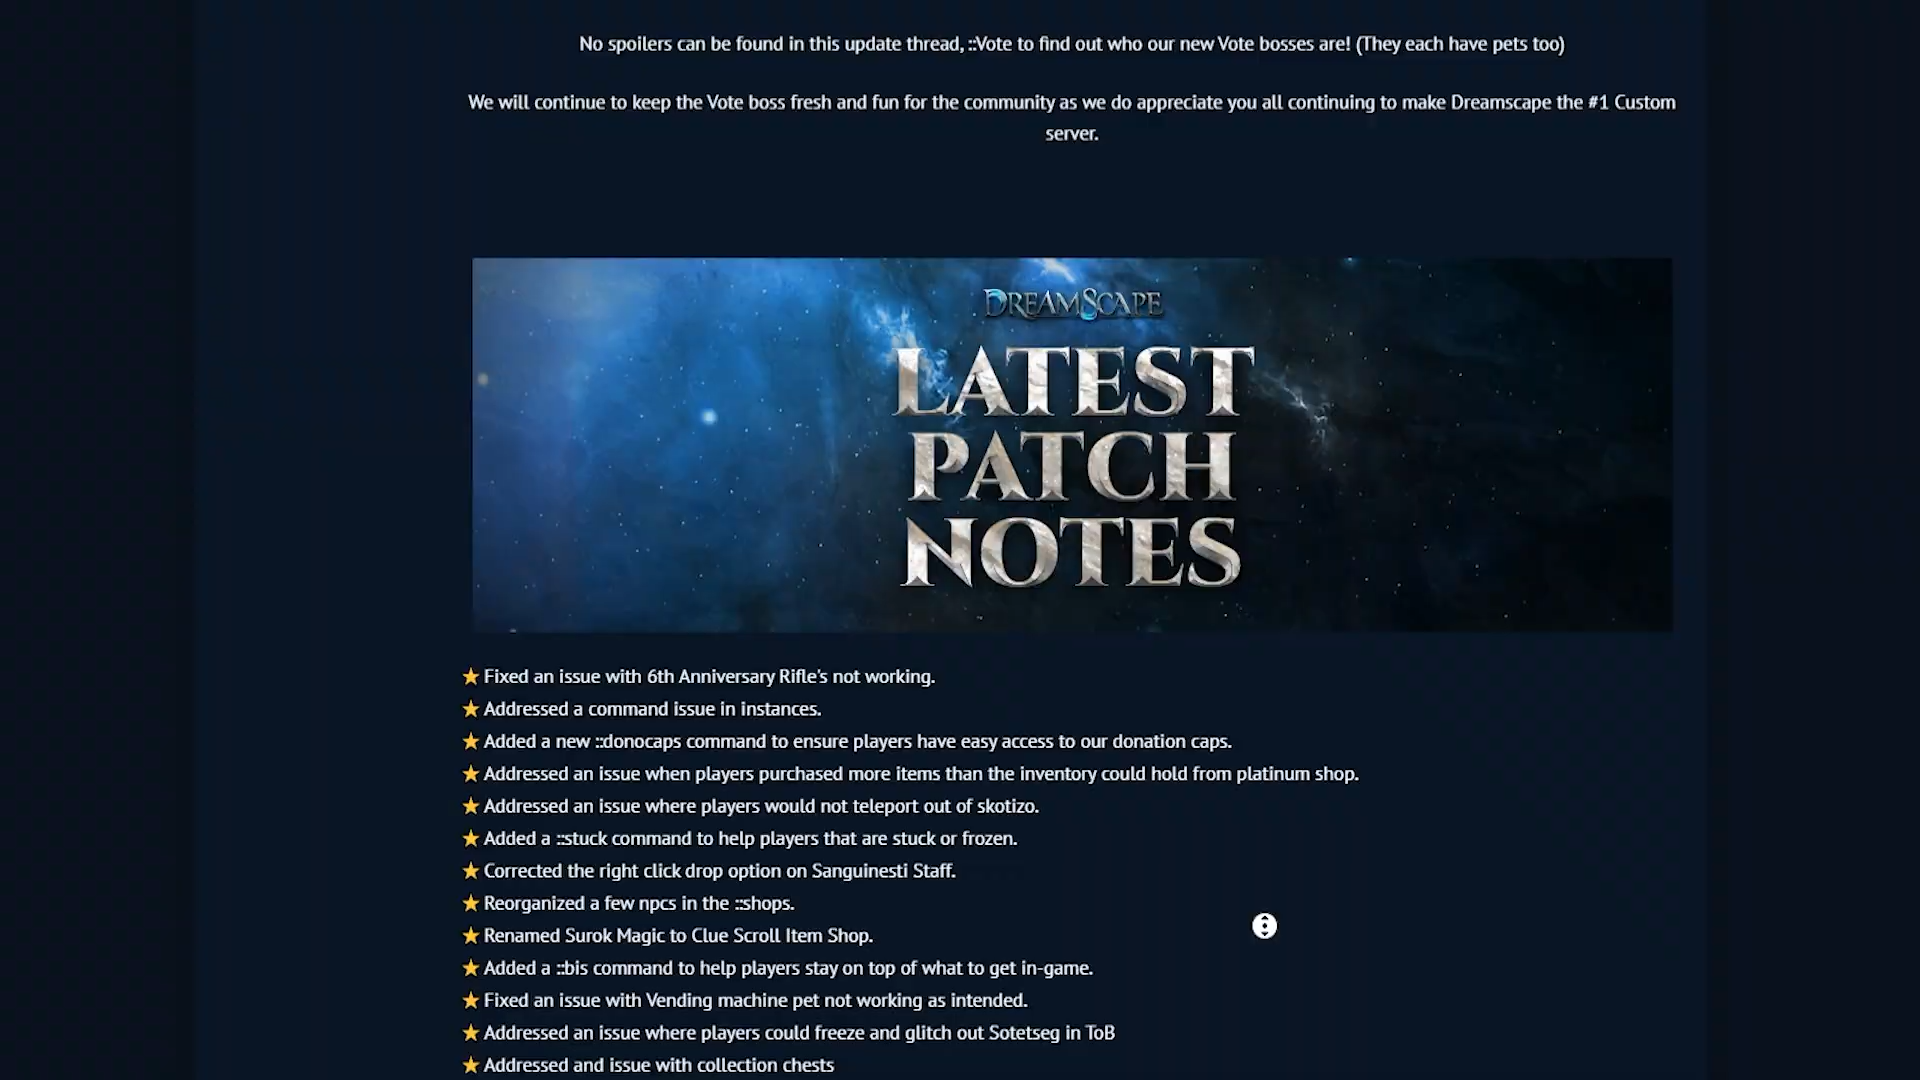 No spoilers can be found in this update thread, ::Vote to find out who our new Vote bosses are! (They each have pets too)
We will continue to keep the Vote boss fresh and fun for the community as we do appreciate you all continuing to make Dreamscape the #1 Custom
server.
DREAMSCAPE
LATEST
PATCH
NOTES
Fixed an issue with 6th Anniversary Rifle's not working.
Addressed a command issue in instances.
Added a new ::donocaps command to ensure players have easy access to our donation caps.
Addressed an issue when players purchased more items than the inventory could hold from platinum shop.
Addressed an issue where players would not teleport out of skotizo.
Added a ::stuck command to help players that are stuck or frozen.
Corrected the right click drop option on Sanguinesti Staff.
Reorganized a few npcs in the ::shops.
Renamed Surok Magic to Clue Scroll Item Shop.
Added a ::bis command to help players stay on top of what to get in-game.
Fixed an issue with Vending machine pet not working as intended.
Addressed an issue where players could freeze and glitch out Sotetseg in ToB
Addressed and issue with collection chests